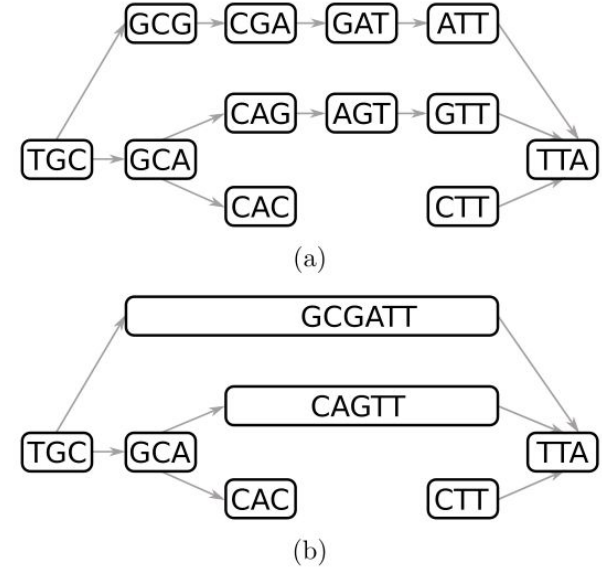 GCG CGA GAT ATT
CAG AGT GTT
TGC GCA TTA
CAC CTT
(a)
GCGATT
CAGTT
TGC GCA TTA
CAC CTT
(b)